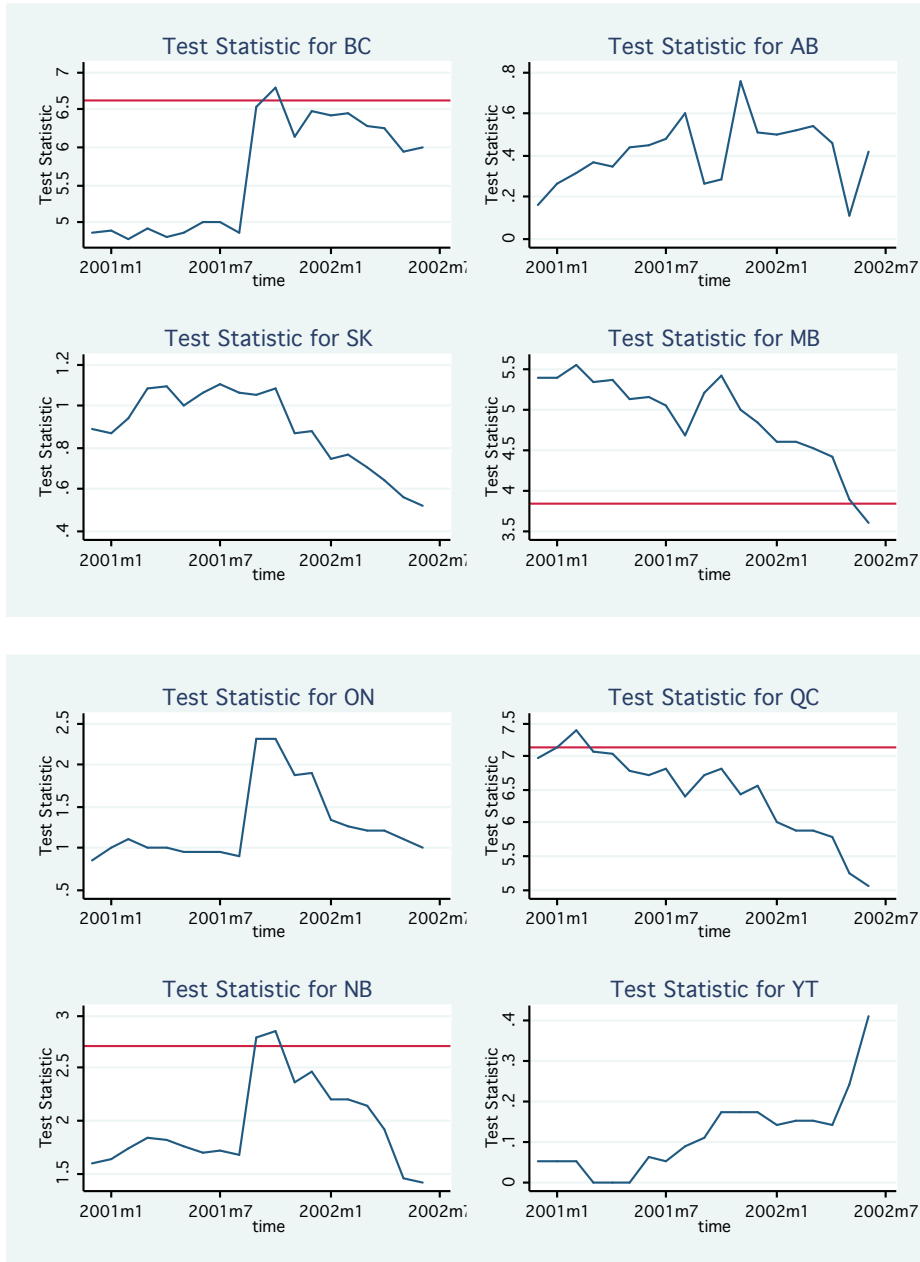 Test Statistic for BC
Test Statistic
7
6.5
6
5.5
5
2001m1 2001m7 2002m1 2002m7
time
Test Statistic for AB
Test Statistic
.8
.6
.4
.2
0
2001m1 2001m7 2002m1 2002m7
time
Test Statistic for SK
Test Statistic
1.2
1
.8
.6
.4
2001m1 2001m7 2002m1 2002m7
time
Test Statistic for MB
Test Statistic
5.5
5
4.5
4
3.5
2001m1 2001m7 2002m1 2002m7
time
Test Statistic for ON
Test Statistic
2.5
2
1.5
1
.5
2001m1 2001m7 2002m1 2002m7
time
Test Statistic for QC
Test Statistic
7.5
7
6.5
6
5.5
5
2001m1 2001m7 2002m1 2002m7
time
Test Statistic for NB
Test Statistic
3
2.5
2
1.5
2001m1 2001m7 2002m1 2002m7
time
Test Statistic for YT
Test Statistic
.4
.3
.2
.1
0
2001m1 2001m7 2002m1 2002m7
time